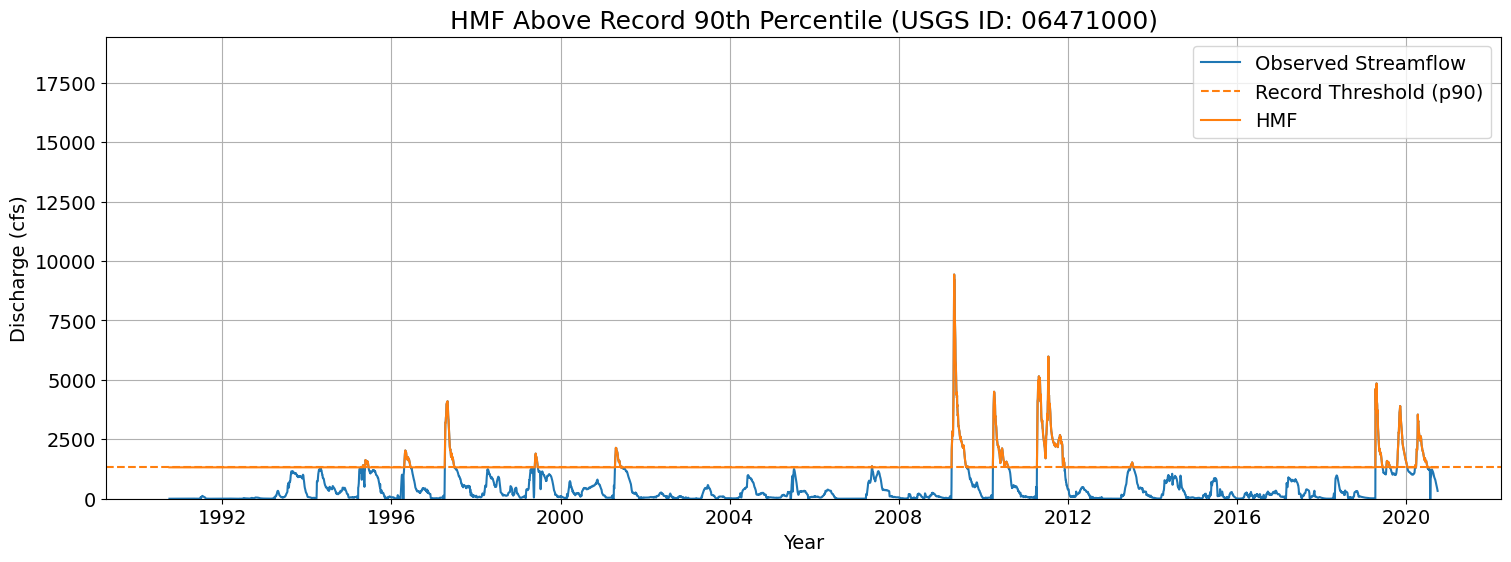 HMF Above Record 90th Percentile (USGS ID: 06471000)
Observed Streamflow
Record Threshold (p90)
HMF
Discharge (cfs)
17500
15000
12500
10000
7500
5000
2500
0
1992
1996
2000
2004
2008
2012
2016
2020
Year